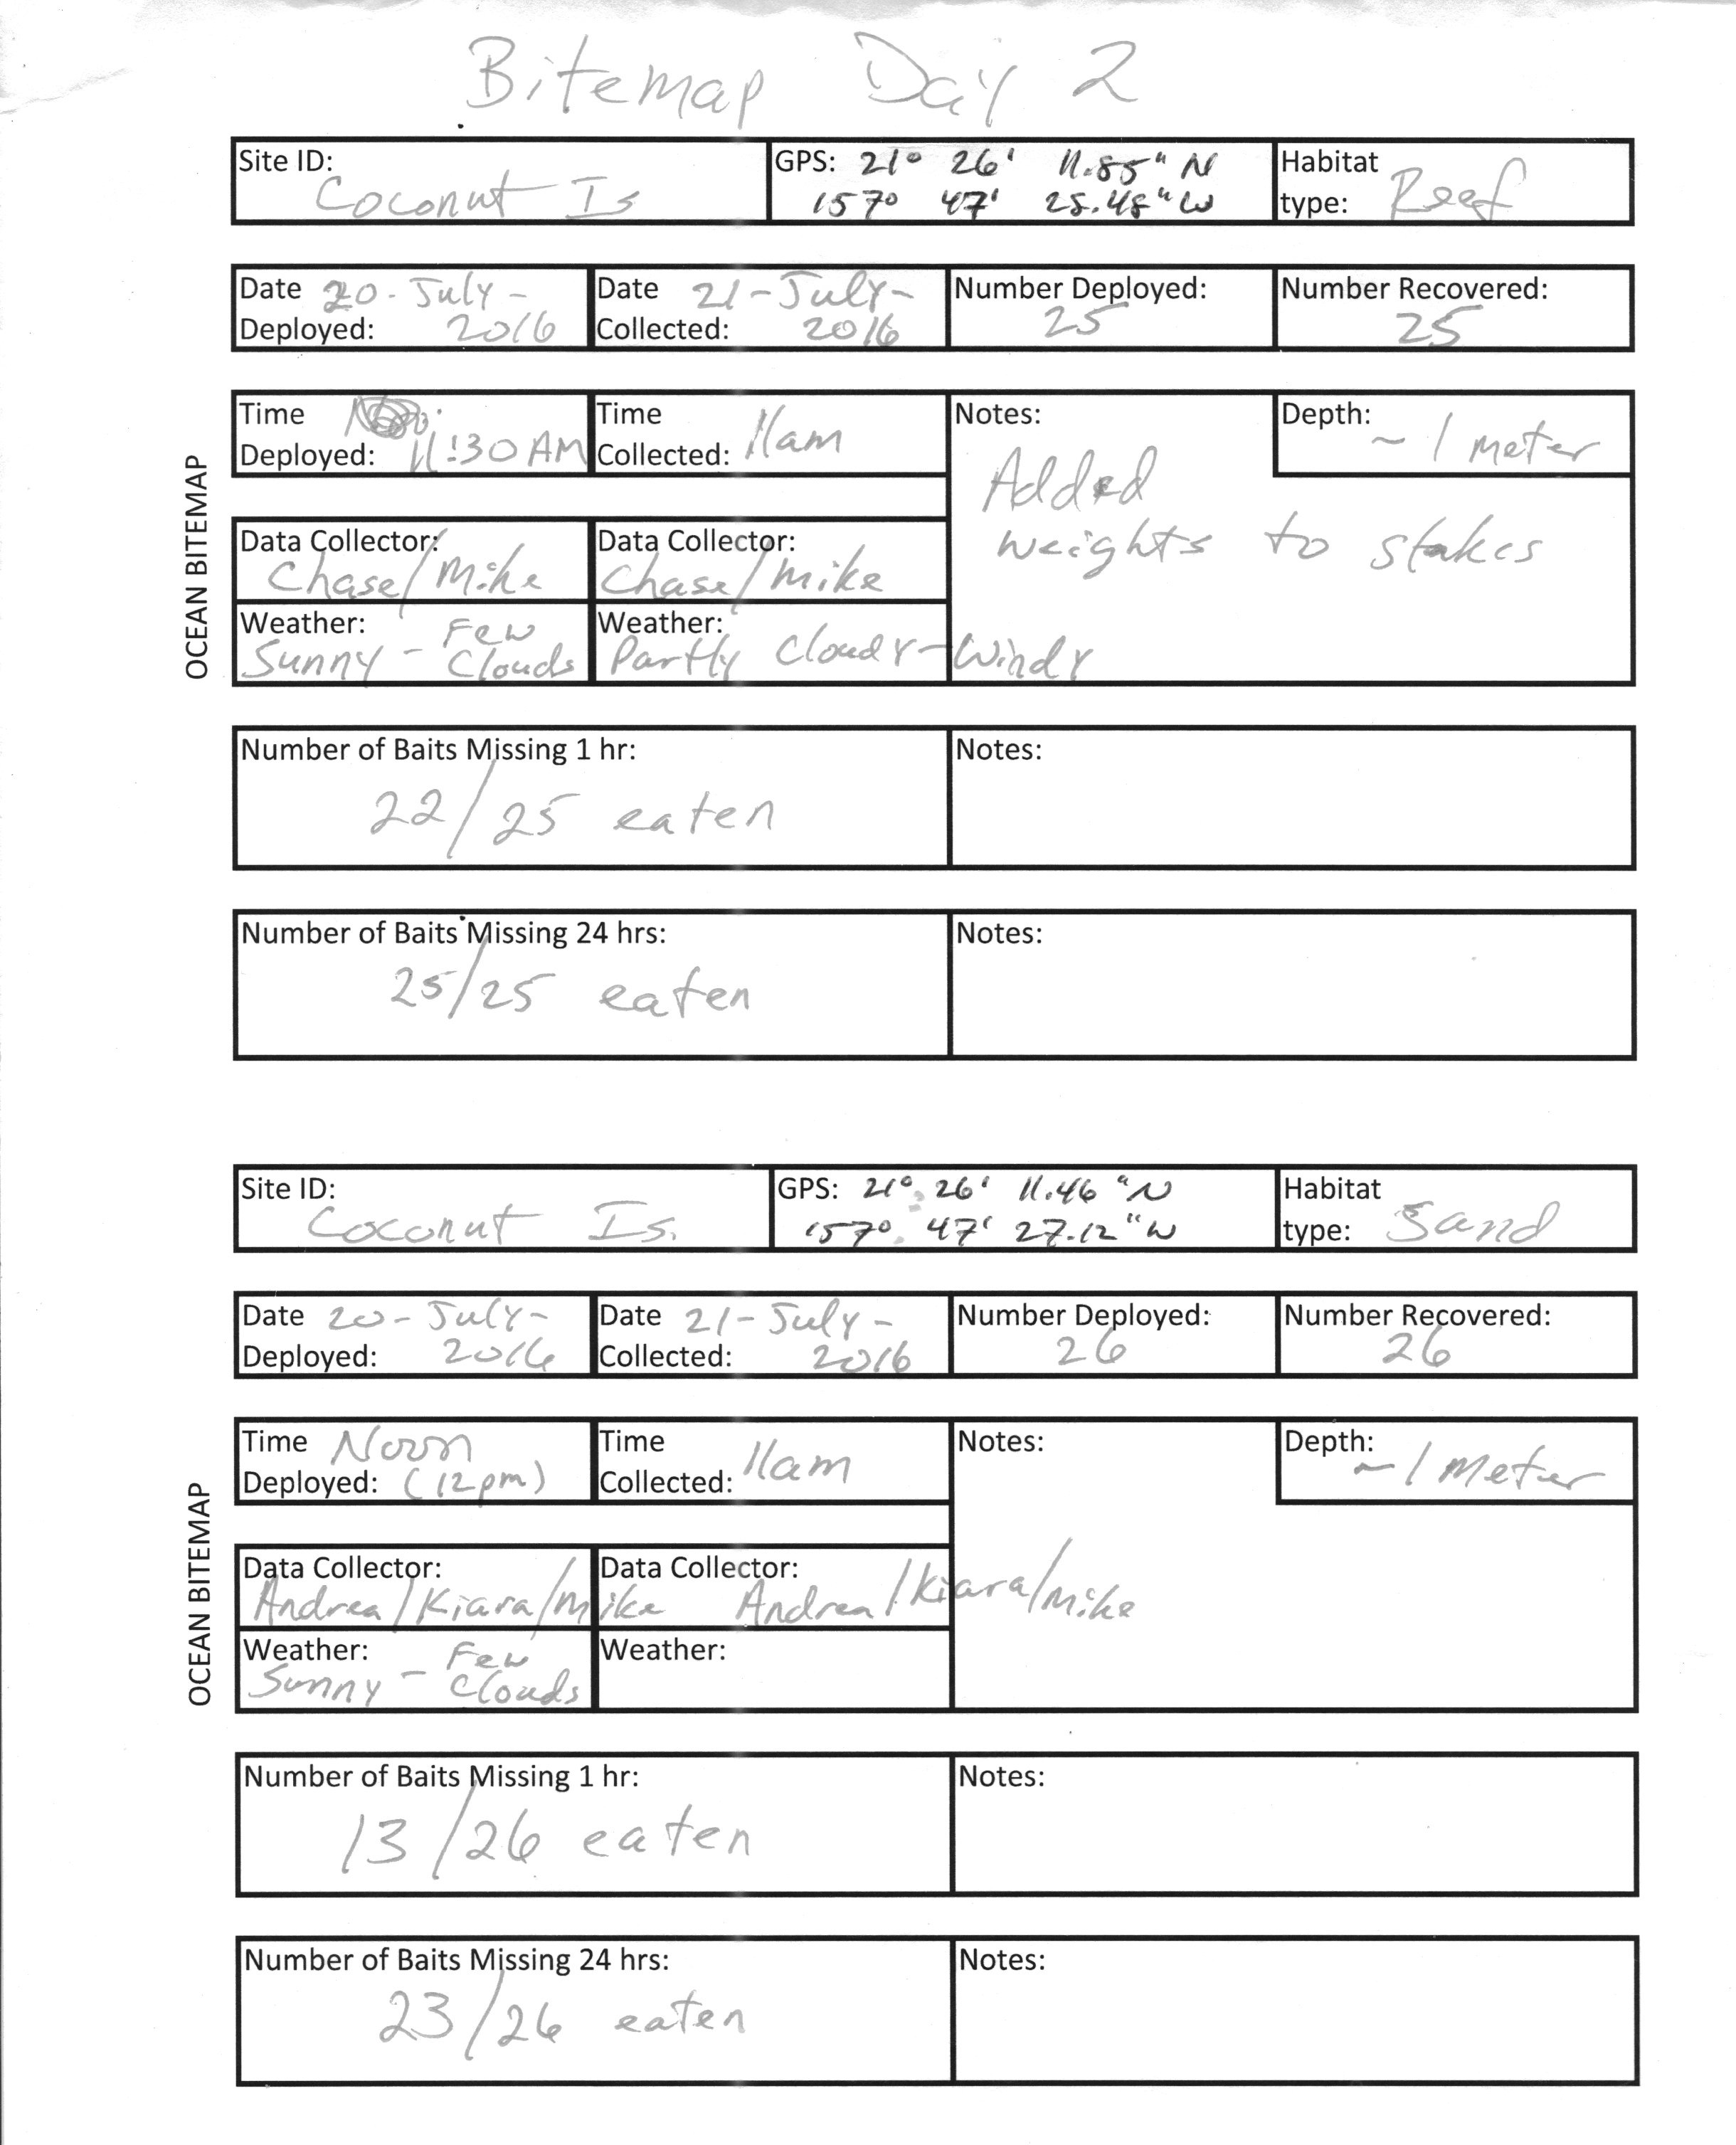 Bitemap Day 2
Site ID: Coconut Is
GPS: 21° 26' 11.85" N
157° 47' 25.48" W
Habitat type: Reef
Date Deployed: 20-July-2016
Date Collected: 21-July-2016
Number Deployed: 25
Number Recovered: 25
Time Deployed: 11:30 AM
Time Collected: 11am
Notes: Added
weights to stakes
Depth: ~ 1 meter
OCEAN BITEMAP
Data Collector: Chase/Mike
Data Collector: Chase/Mike
Weather: Sunny - Few Clouds
Weather: Partly Cloudy-Windy
Number of Baits Missing 1 hr:
22/25 eaten
Notes:
Number of Baits Missing 24 hrs:
25/25 eaten
Notes:
Site ID: Coconut Is.
GPS: 21° 26' 11.46 "N
157° 47' 27.12 "W
Habitat type: Sand
Date Deployed: 20-July-2016
Date Collected: 21-July-2016
Number Deployed: 26
Number Recovered: 26
Time Deployed: Noon (12pm)
Time Collected: 11am
Notes:
Depth: ~1 Meter
OCEAN BITEMAP
Data Collector: Andrea/Kiara/Mike
Data Collector: Andrea/Kiara/Mike
Weather: Sunny - Few Clouds
Weather:
Number of Baits Missing 1 hr:
13/26 eaten
Notes:
Number of Baits Missing 24 hrs:
23/26 eaten
Notes: